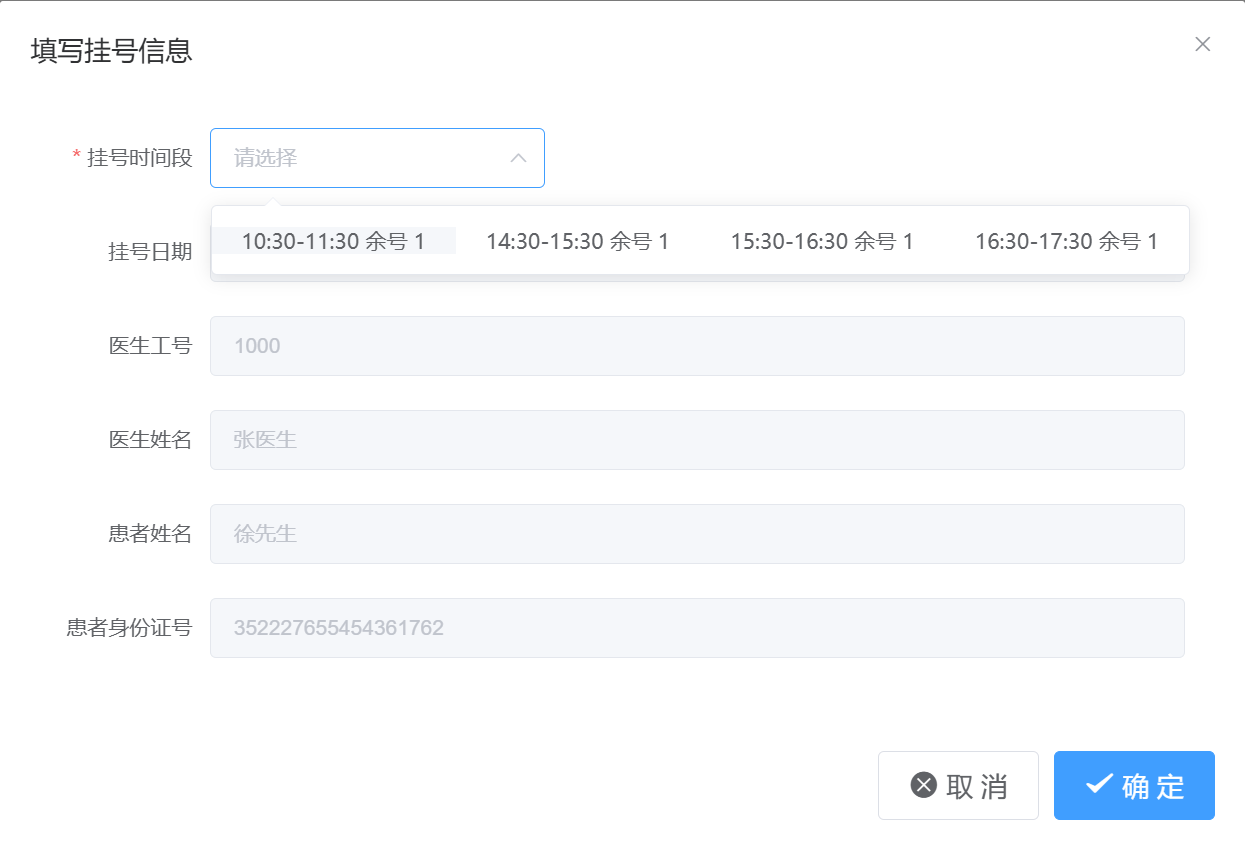 填写挂号信息
* 挂号时间段 请选择
挂号日期 10:30-11:30 余号 1 14:30-15:30 余号 1 15:30-16:30 余号 1 16:30-17:30 余号 1
医生工号 1000
医生姓名 张医生
患者姓名 徐先生
患者身份证号 352227655454361762
取 消 确 定